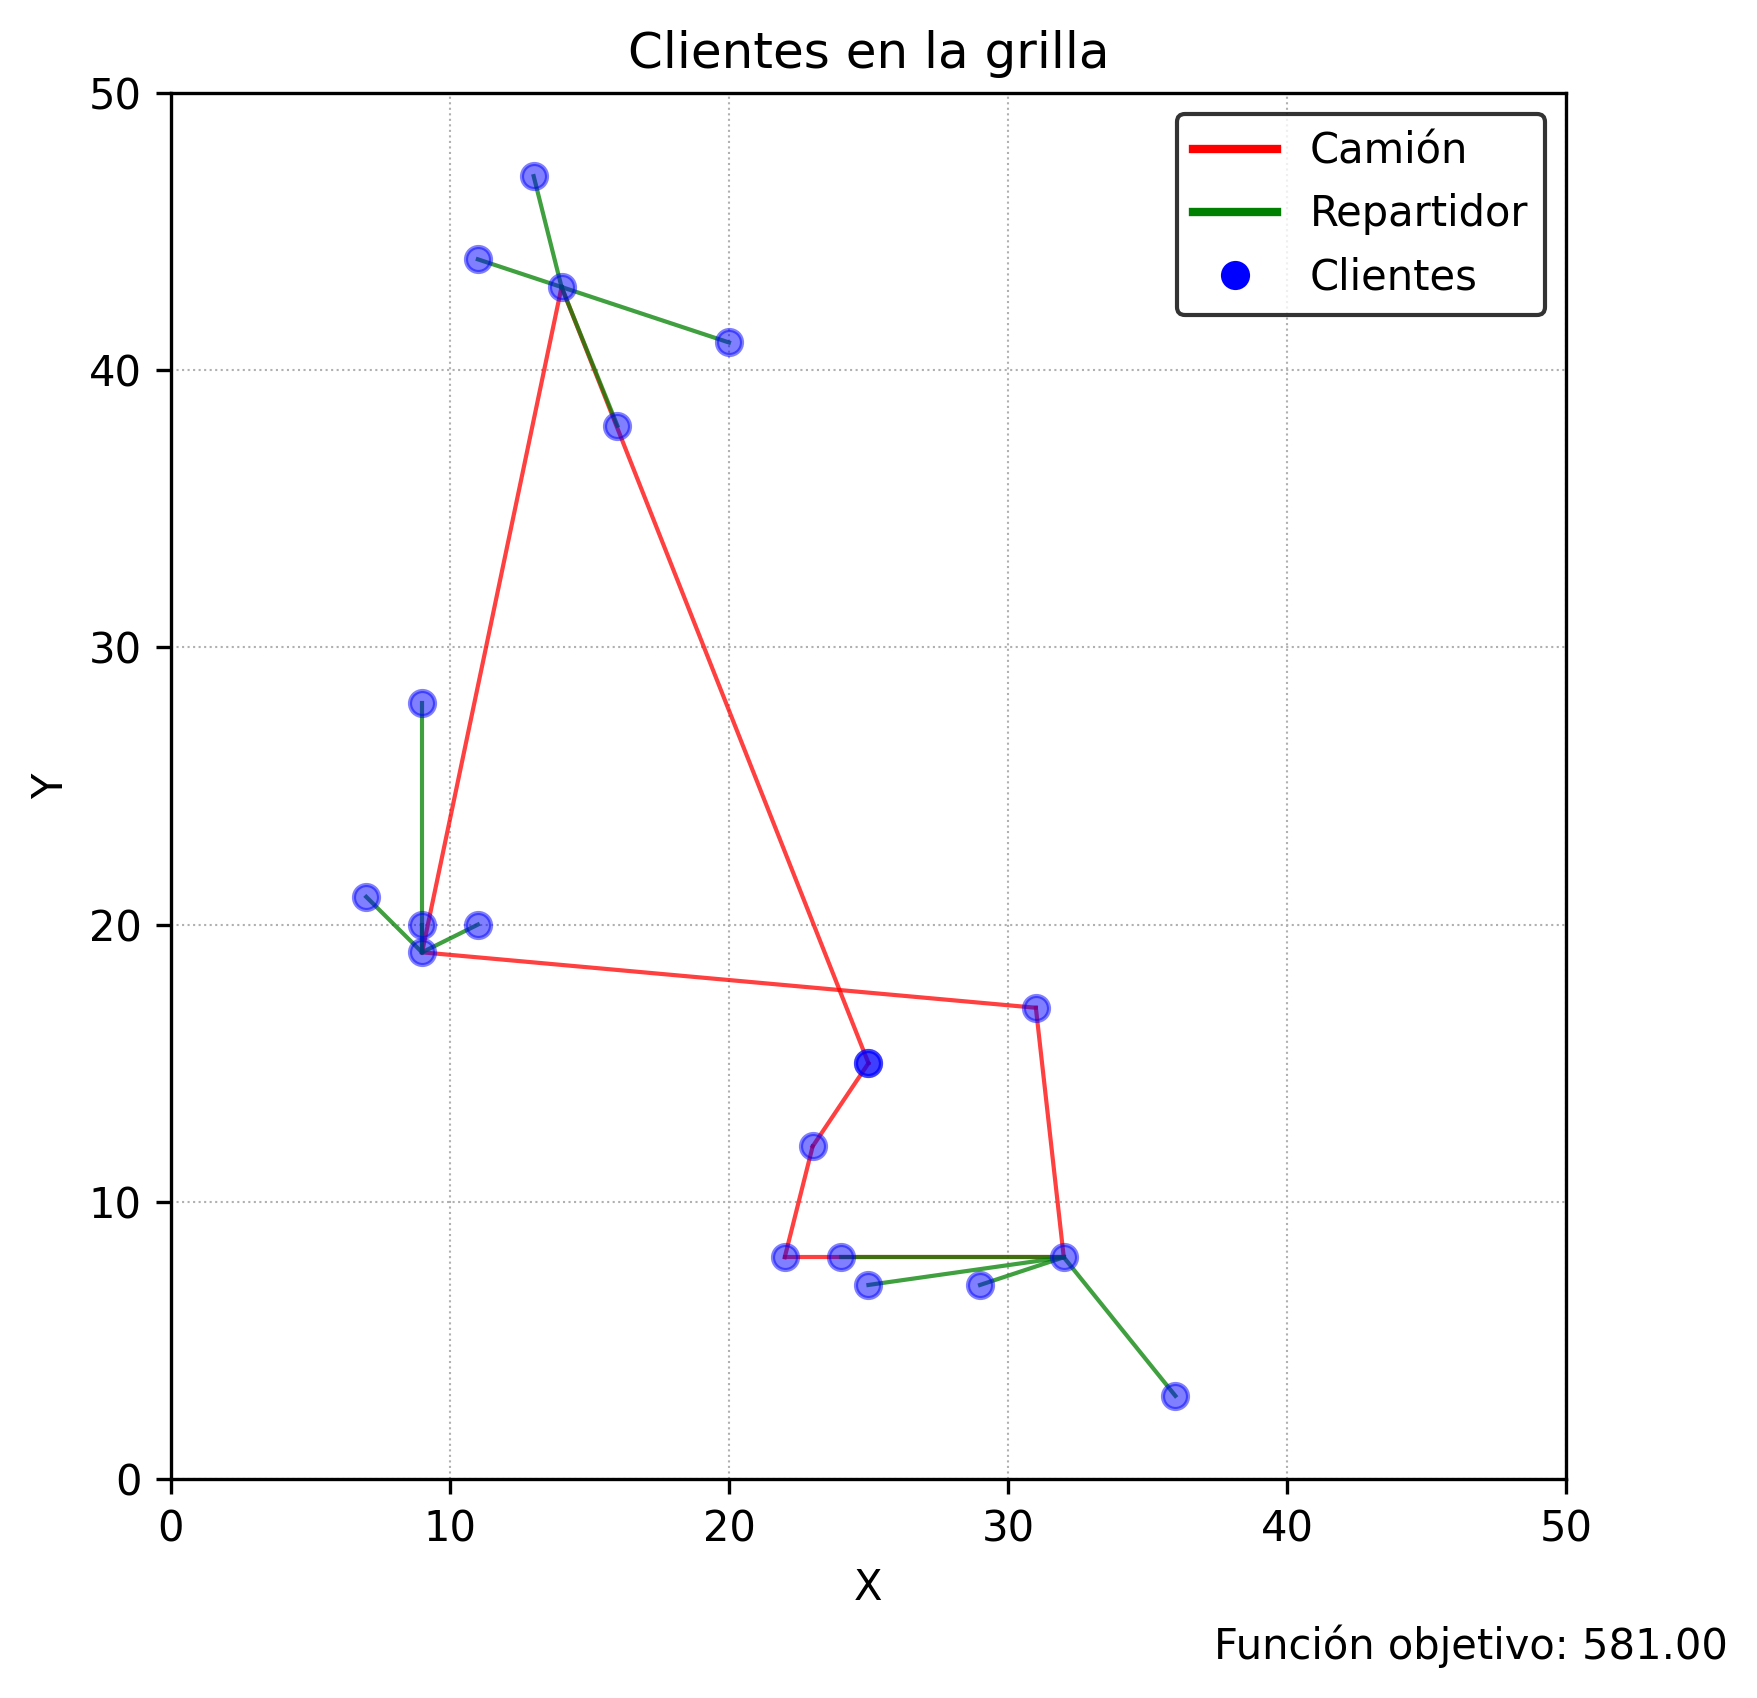 Clientes en la grilla
Camión
Repartidor
Clientes
50
40
30
20
10
0
Y
0 10 20 30 40 50
X
Función objetivo: 581.00